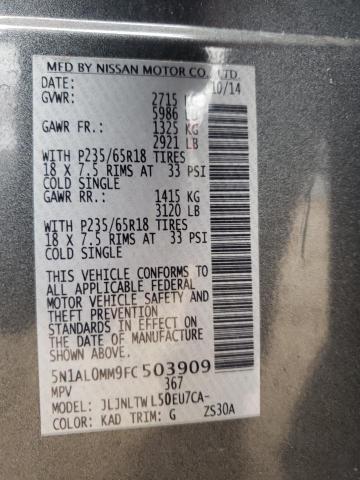 MFD BY NISSAN MOTOR CO., LTD.
DATE: 10/14
GVWR: 2715 KG
5986 LB
GAWR FR.: 1325 KG
2921 LB
WITH P235/65R18 TIRES
18 X 7.5 RIMS AT 33 PSI
COLD SINGLE
GAWR RR.: 1415 KG
3120 LB
WITH P235/65R18 TIRES
18 X 7.5 RIMS AT 33 PSI
COLD SINGLE
THIS VEHICLE CONFORMS TO
ALL APPLICABLE FEDERAL
MOTOR VEHICLE SAFETY AND
THEFT PREVENTION
STANDARDS IN EFFECT ON
THE DATE OF MANUFACTURE
SHOWN ABOVE.
5N1AL0MM9FC503909
MPV 367
MODEL: JLJNLTWL50EU7CA-
COLOR: KAD TRIM: G ZS30A